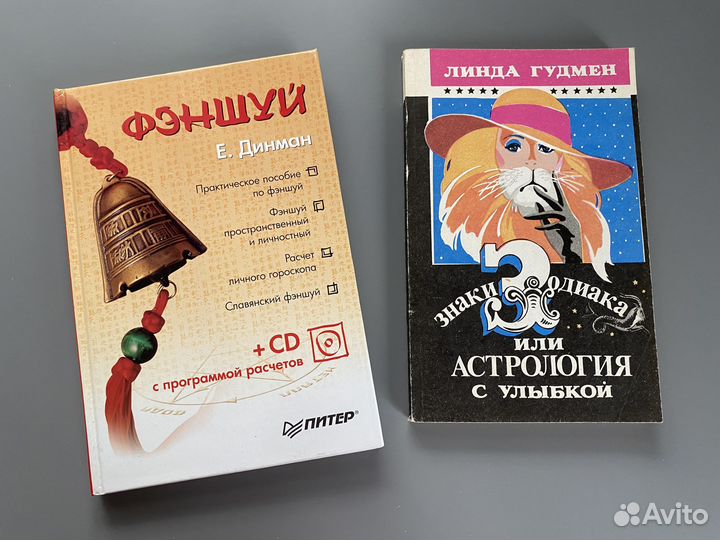 ФЭНШУЙ
Е. Динман
Практическое пособие
по фэншуй
Фэншуй
пространственный
и личностный
Расчет
личного гороскопа
Славянский фэншуй
+ CD
с программой расчетов
ПИТЕР®
ЛИНДА ГУДМЕН
знаки Зодиака
или
АСТРОЛОГИЯ
С УЛЫБКОЙ
Avito